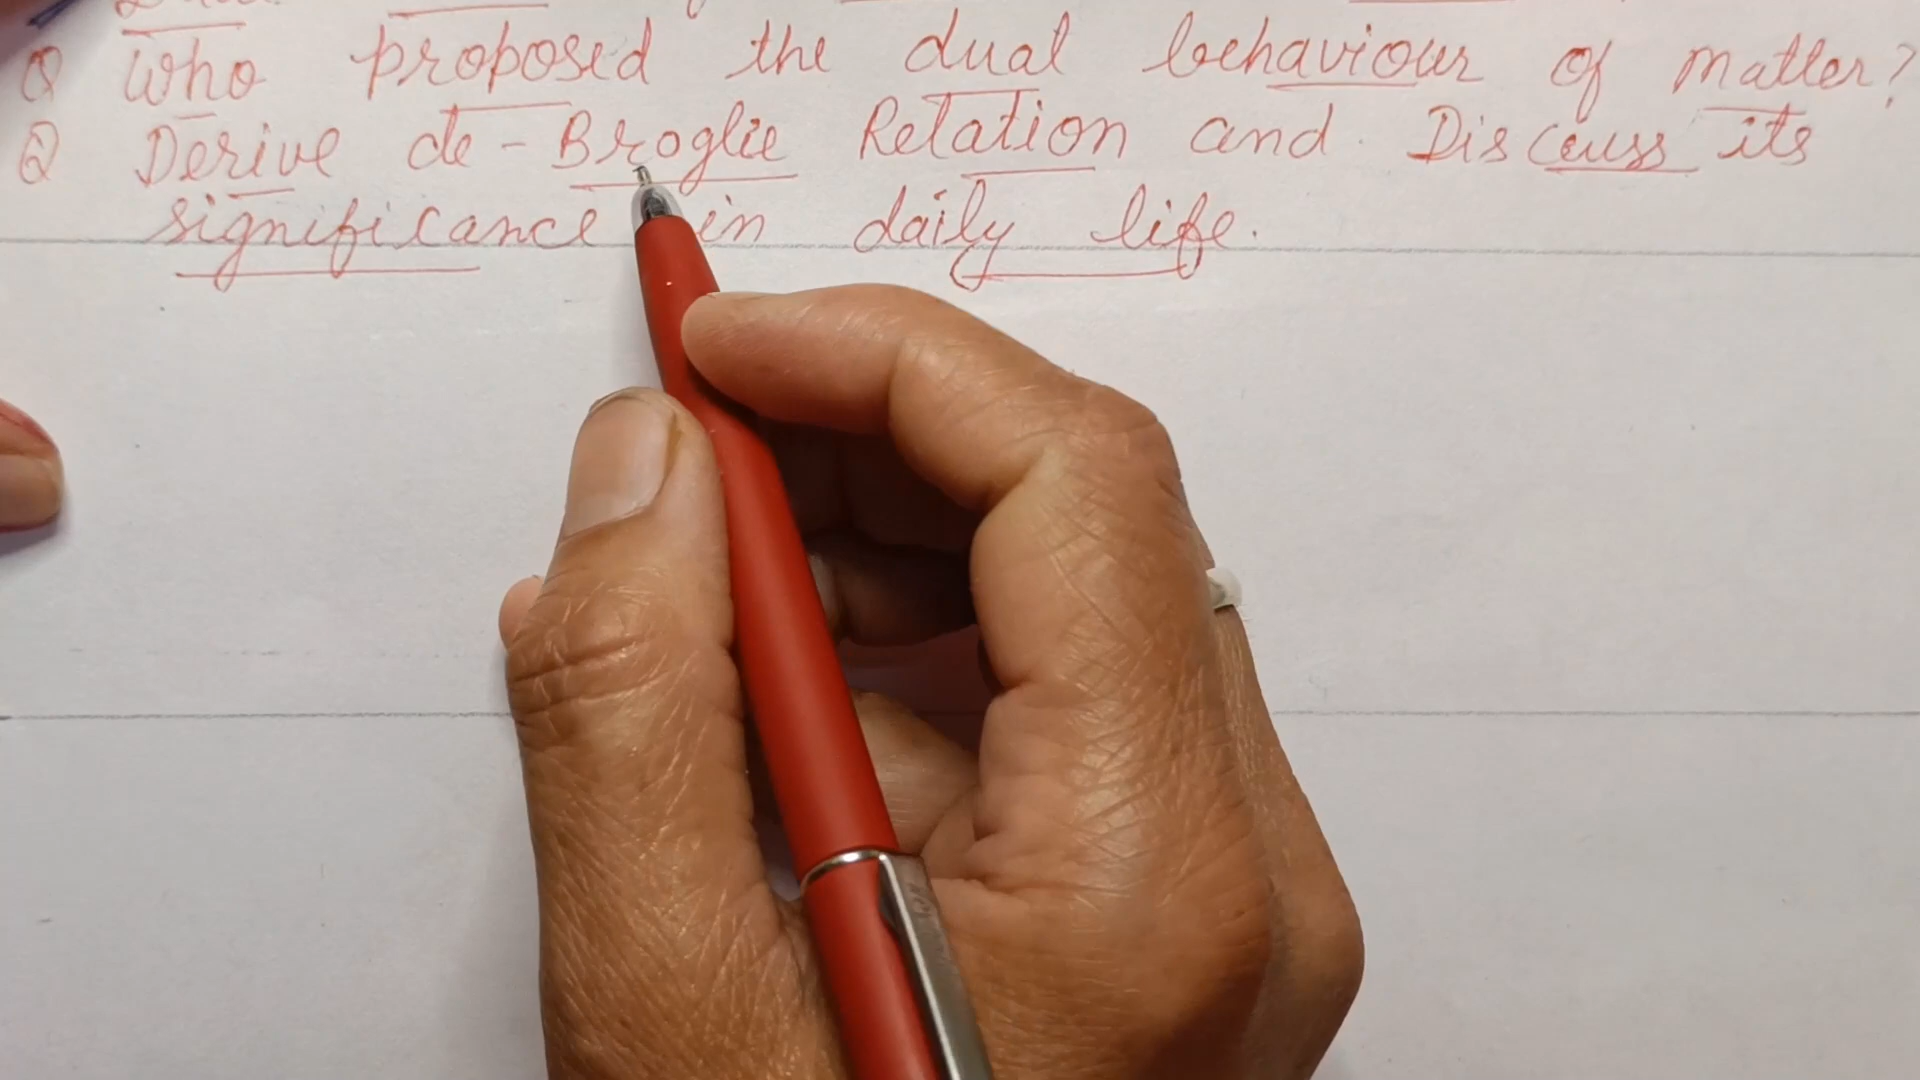 Q Who proposed the dual behaviour of matter?
Q Derive de-Broglie Relation and Discuss its
significance in daily life.